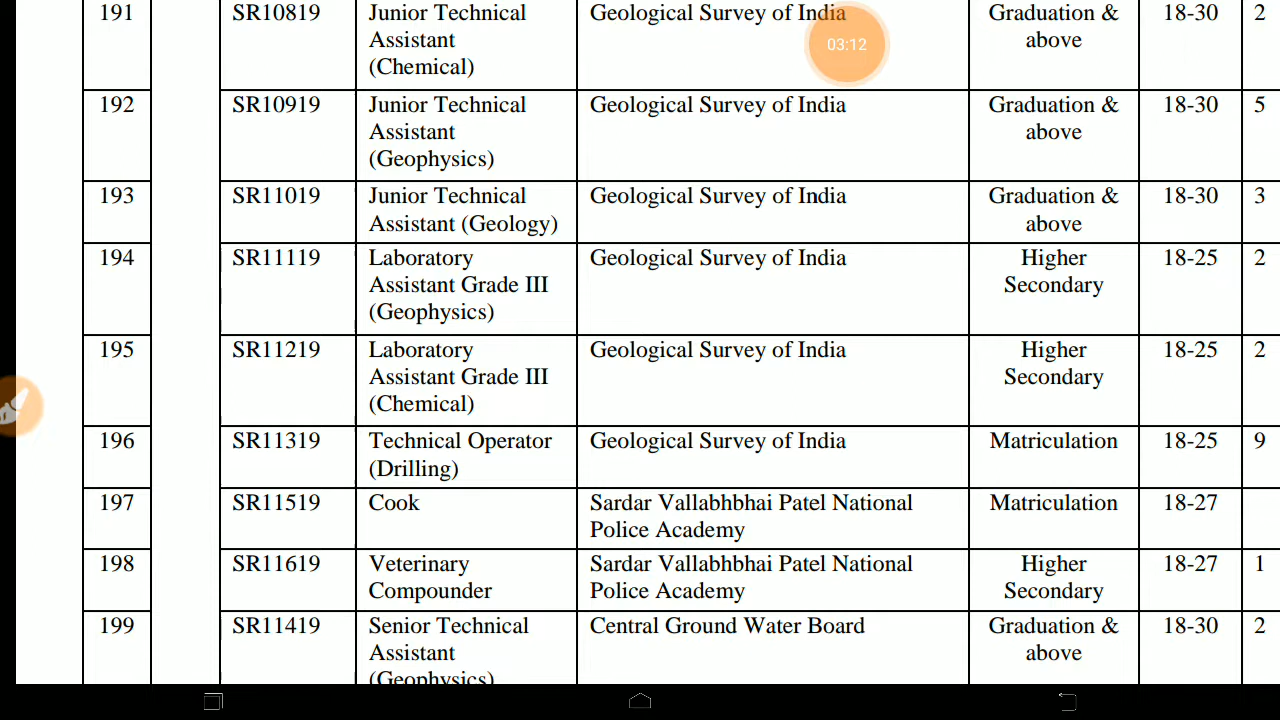 191 SR10819 Junior Technical Geological Survey of India Graduation & 18-30 2
Assistant above
(Chemical)
03:12
192 SR10919 Junior Technical Geological Survey of India Graduation & 18-30 5
Assistant above
(Geophysics)
193 SR11019 Junior Technical Geological Survey of India Graduation & 18-30 3
Assistant (Geology) above
194 SR11119 Laboratory Geological Survey of India Higher 18-25 2
Assistant Grade III Secondary
(Geophysics)
195 SR11219 Laboratory Geological Survey of India Higher 18-25 2
Assistant Grade III Secondary
(Chemical)
196 SR11319 Technical Operator Geological Survey of India Matriculation 18-25 9
(Drilling)
197 SR11519 Cook Sardar Vallabhbhai Patel National Matriculation 18-27
Police Academy
198 SR11619 Veterinary Sardar Vallabhbhai Patel National Higher 18-27 1
Compounder Police Academy Secondary
199 SR11419 Senior Technical Central Ground Water Board Graduation & 18-30 2
Assistant above
(Geophysics)